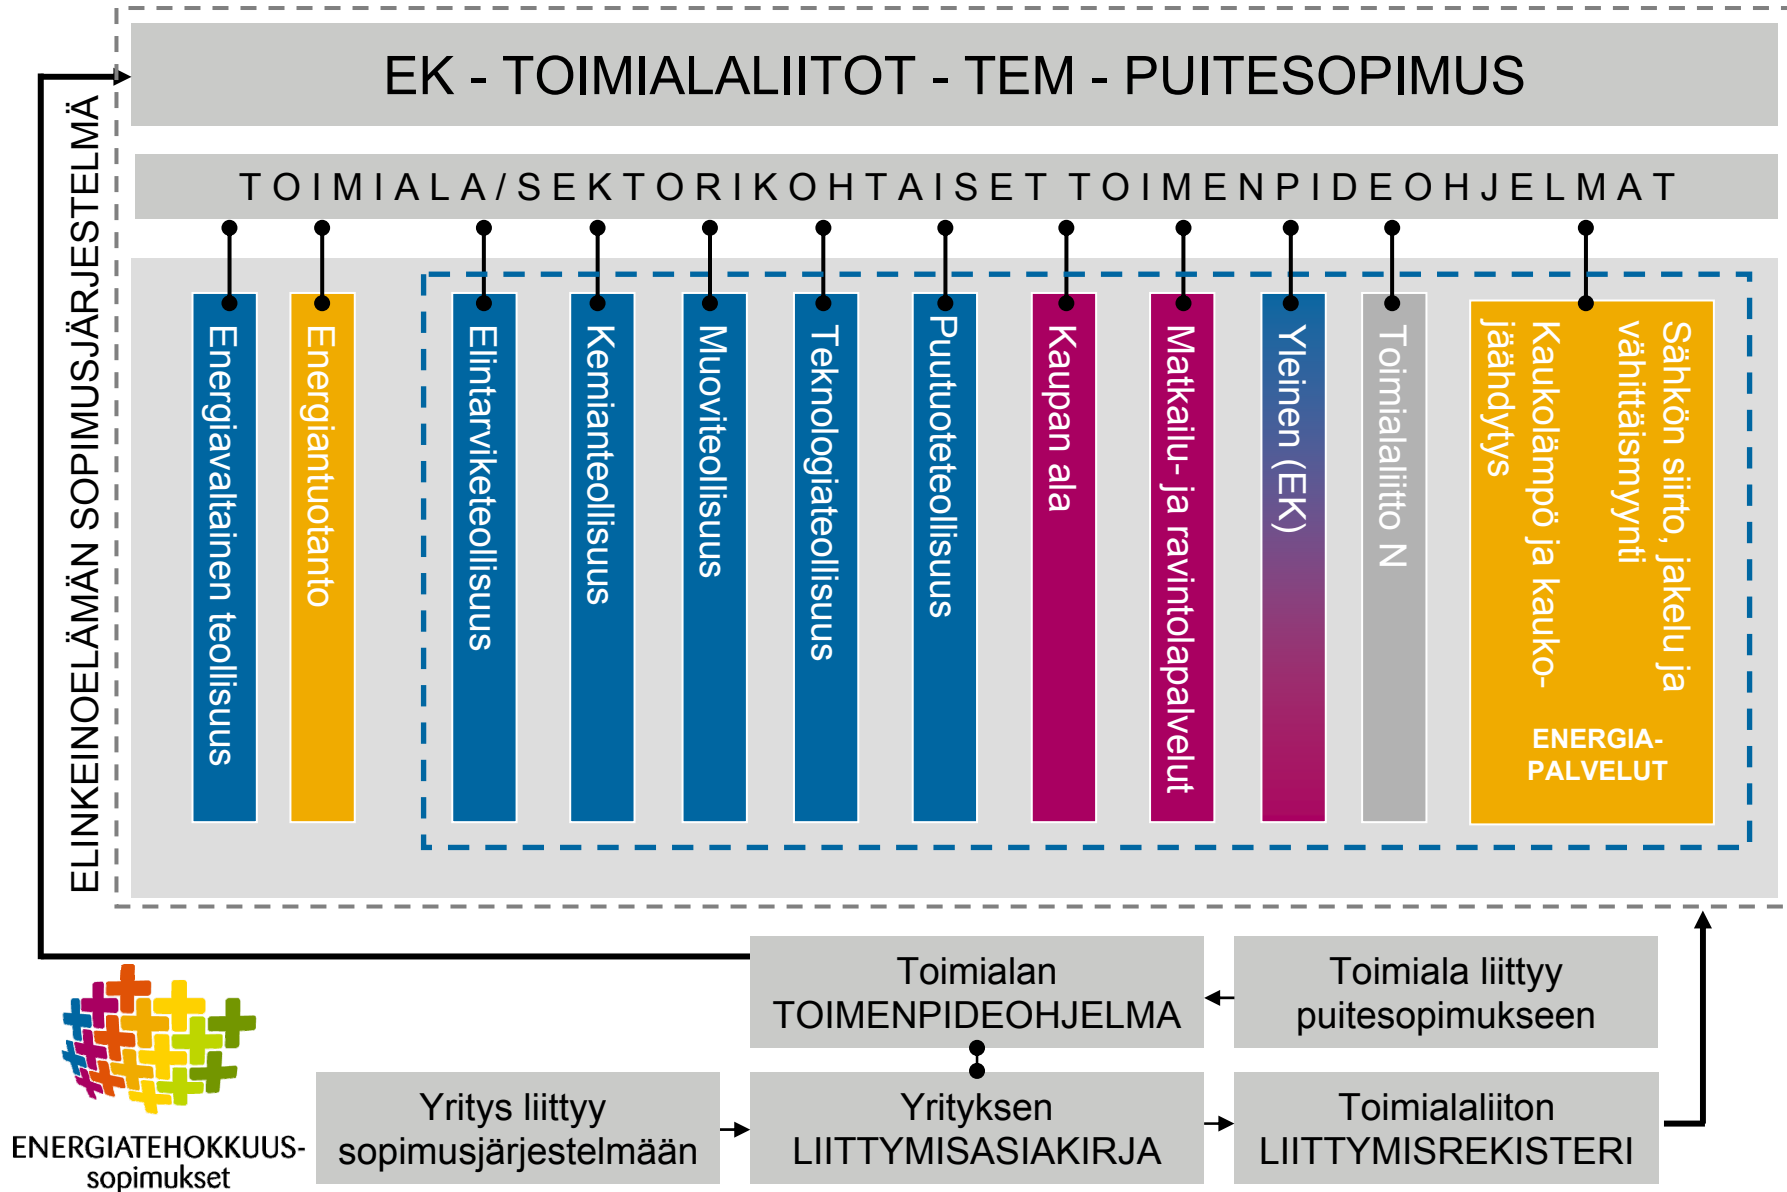 EK - TOIMIALALIITOT - TEM - PUITESOPIMUS
TOIMIALA/SEKTORIKOHTAISET TOIMENPIDEOHJELMAT
ELINKEINOELÄMÄN SOPIMUSJÄRJESTELMÄ
Energiavaltainen teollisuus
Energiantuotanto
Elintarviketeollisuus
Kemianteollisuus
Muoviteollisuus
Teknologiateollisuus
Puutuoteteollisuus
Kaupan ala
Matkailu- ja ravintolapalvelut
Yleinen (EK)
Toimialaliitto N
Sähkön siirto, jakelu ja
vähittäismyynti
Kaukolämpö ja kauko-
jäähdytys
ENERGIA-
PALVELUT
Toimialan
TOIMENPIDEOHJELMA
Toimiala liittyy
puitesopimukseen
Yritys liittyy
sopimusjärjestelmään
Yrityksen
LIITTYMISASIAKIRJA
Toimialaliiton
LIITTYMISREKISTERI
ENERGIATEHOKKUUS-
sopimukset